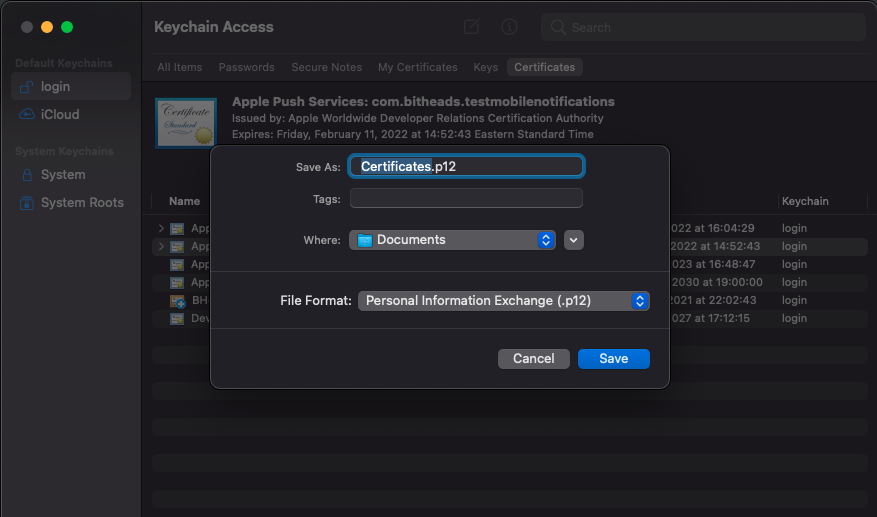 Keychain Access
Search
Default Keychains
login
iCloud
System Keychains
System
System Roots
All Items Passwords Secure Notes My Certificates Keys Certificates
Certificate
Standard
Apple Push Services: com.bitheads.testmobilenotifications
Issued by: Apple Worldwide Developer Relations Certification Authority
Expires: Friday, February 11, 2022 at 14:52:43 Eastern Standard Time
Save As: Certificates.p12
Tags:
Where: Documents
File Format: Personal Information Exchange (.p12)
Cancel Save
Name Keychain
App 022 at 16:04:29 login
App 2022 at 14:52:43 login
App 023 at 16:48:47 login
App 2030 at 19:00:00 login
BH 2021 at 22:02:43 login
Dev 027 at 17:12:15 login